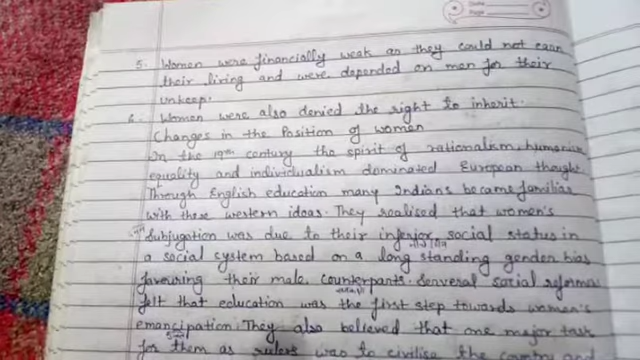 Date
Page
5. Women were financially weak as they could not earn
their living and were depended on men for their
unkeep.
6. Women were also denied the right to inherit.
Changes in the Position of women
In the 19th century the spirit of rationalism, humanism
equality and individualism dominated European thought.
Through English education many Indians became familiar
with these western ideas. They realised that women's
Subjugation was due to their inferior social status in
a social system based on a long standing gender bias
favouring their male counterparts. Serveral social reformers
felt that education was the first step towards women's
emancipation. They also believed that one major task
for them as rulers was to civilise the